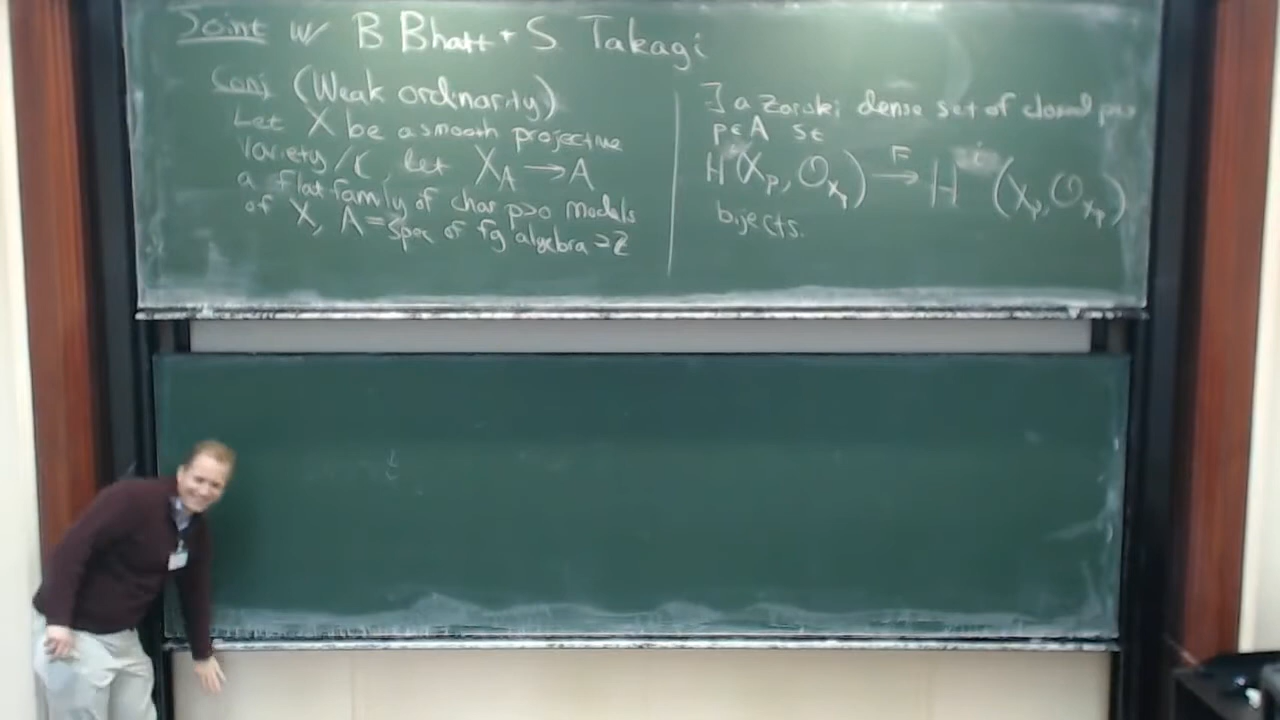 Joint w/ B Bhatt + S Takagi
Conj (Weak ordinarity)
Let X be a smooth projective
Variety /ℂ, let X_A → A
a flat family of char p>0 models
of X, A = Spec of fg algebra ⊇ ℤ
∃ a Zariski dense set of closed pts
p∈A st
H^i(X_p, O_{X_p}) →^F H^i(X_p, O_{X_p})
bijects.